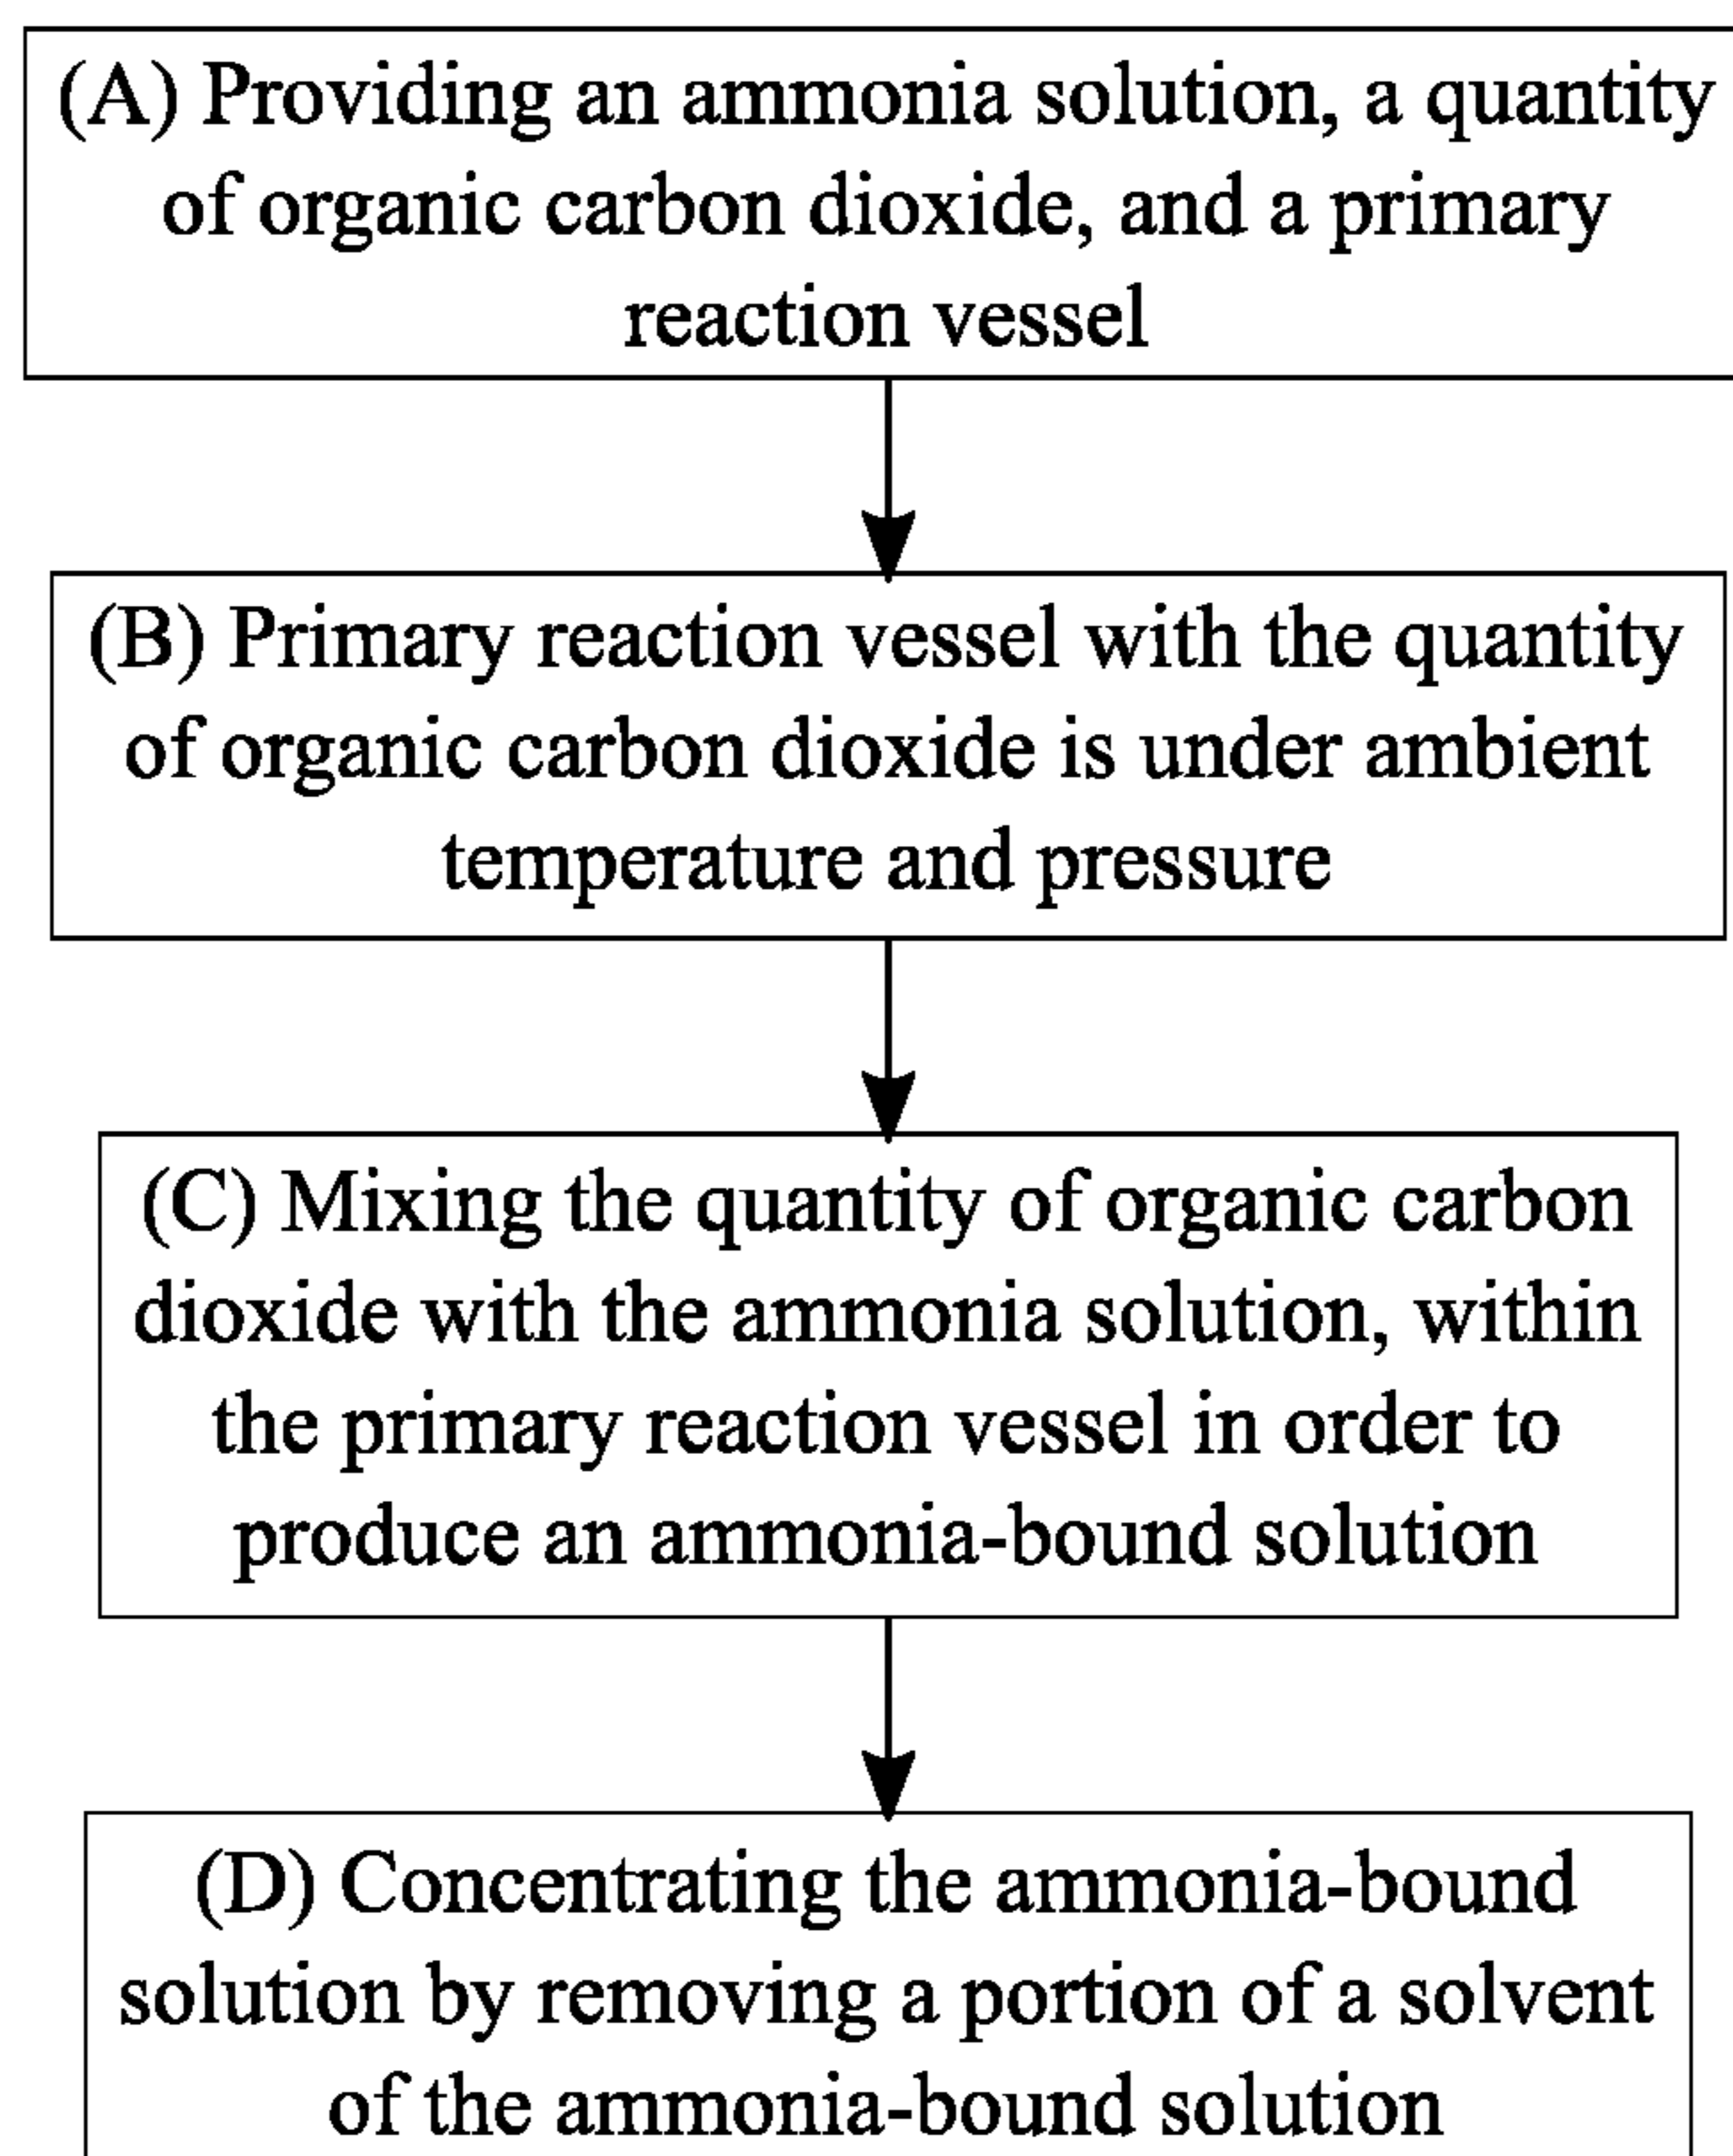 (A) Providing an ammonia solution, a quantity
of organic carbon dioxide, and a primary
reaction vessel
(B) Primary reaction vessel with the quantity
of organic carbon dioxide is under ambient
temperature and pressure
(C) Mixing the quantity of organic carbon
dioxide with the ammonia solution, within
the primary reaction vessel in order to
produce an ammonia-bound solution
(D) Concentrating the ammonia-bound
solution by removing a portion of a solvent
of the ammonia-bound solution